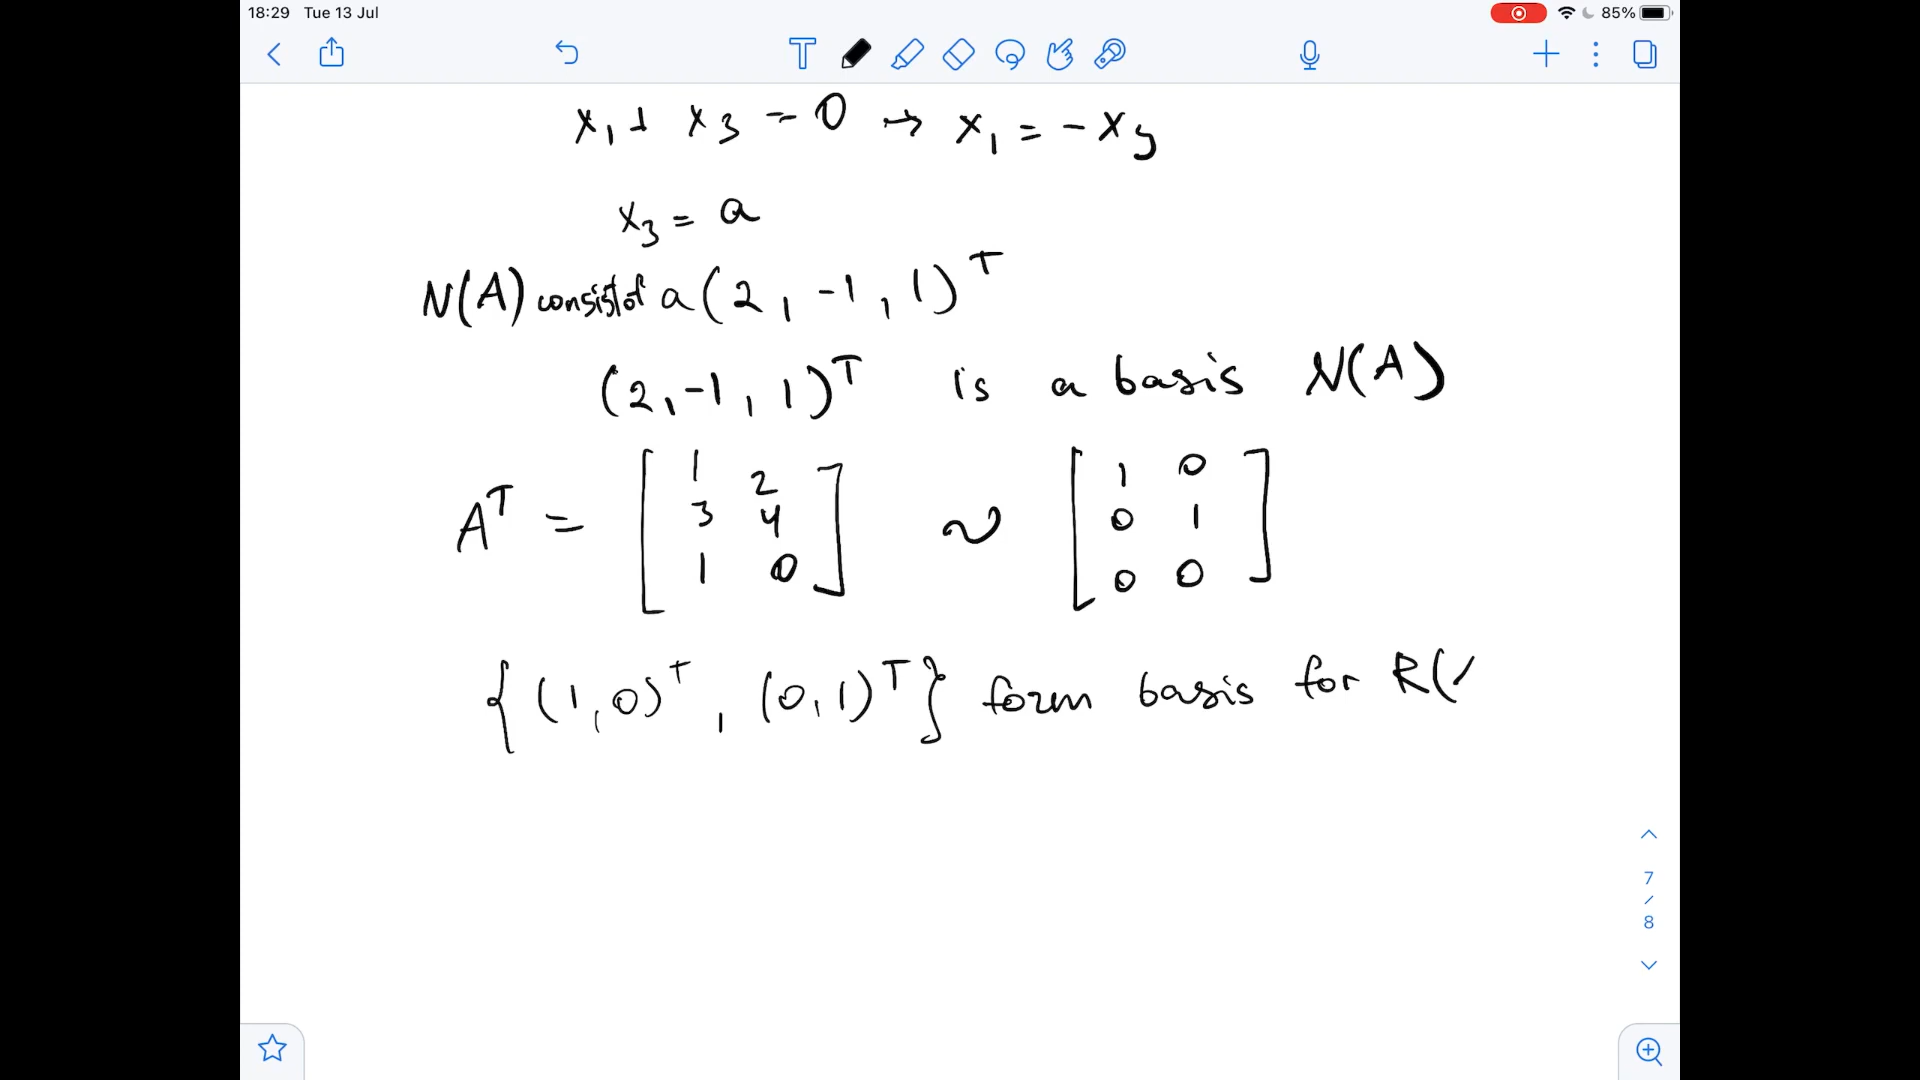 18:29 Tue 13 Jul 85%
T
x₁ + x₃ = 0 → x₁ = -x₃
x₃ = a
N(A) consist of a(2, -1, 1)ᵀ
(2, -1, 1)ᵀ is a basis N(A)
Aᵀ = [1 2; 3 4; 1 0] ~ [1 0; 0 1; 0 0]
{(1,0)ᵀ, (0,1)ᵀ} form basis for R(
7
/
8